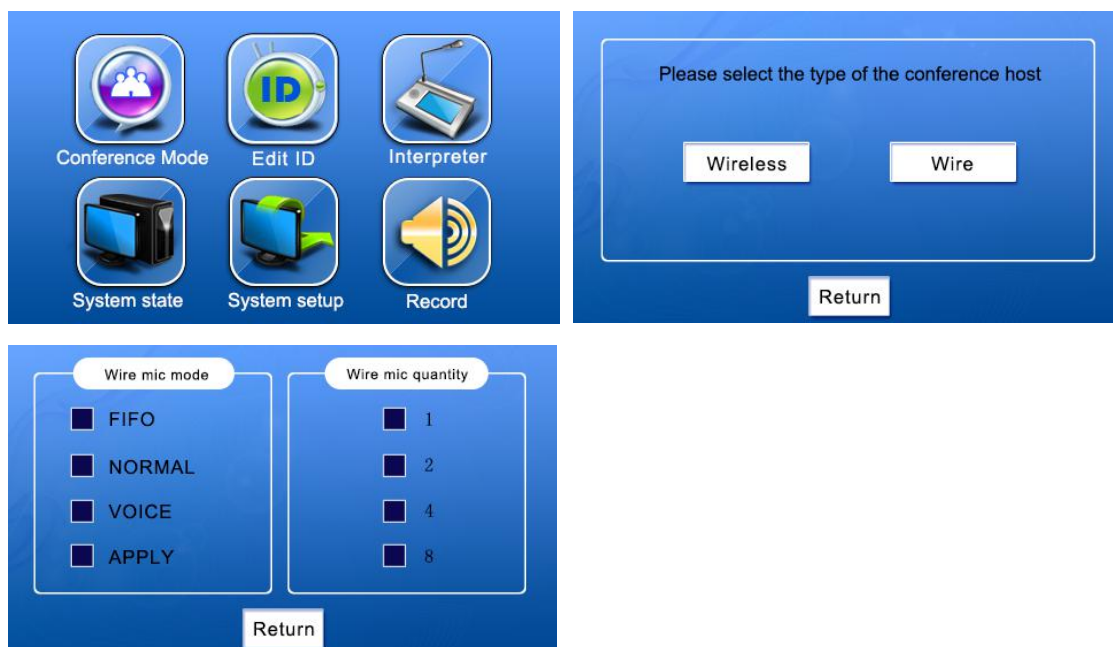 ID
Conference Mode Edit ID Interpreter
System state System setup Record
Please select the type of the conference host
Wireless Wire
Return
Wire mic mode Wire mic quantity
FIFO 1
NORMAL 2
VOICE 4
APPLY 8
Return